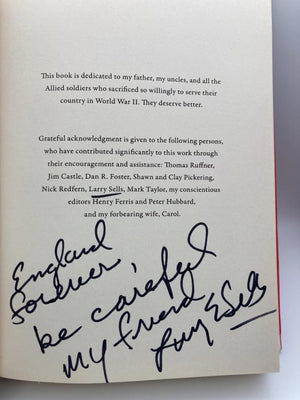 This book is dedicated to my father, my uncles, and all the
Allied soldiers who sacrificed so willingly to serve their
country in World War II. They deserve better.
Grateful acknowledgment is given to the following persons,
who have contributed significantly to this work through
their encouragement and assistance: Thomas Ruffner,
Jim Castle, Dan R. Foster, Shawn and Clay Pickering,
Nick Redfern, Larry Sells, Mark Taylor, my conscientious
editors Henry Ferris and Peter Hubbard,
and my forbearing wife, Carol.
England
forever,
be careful
my friend
Larry E Sells